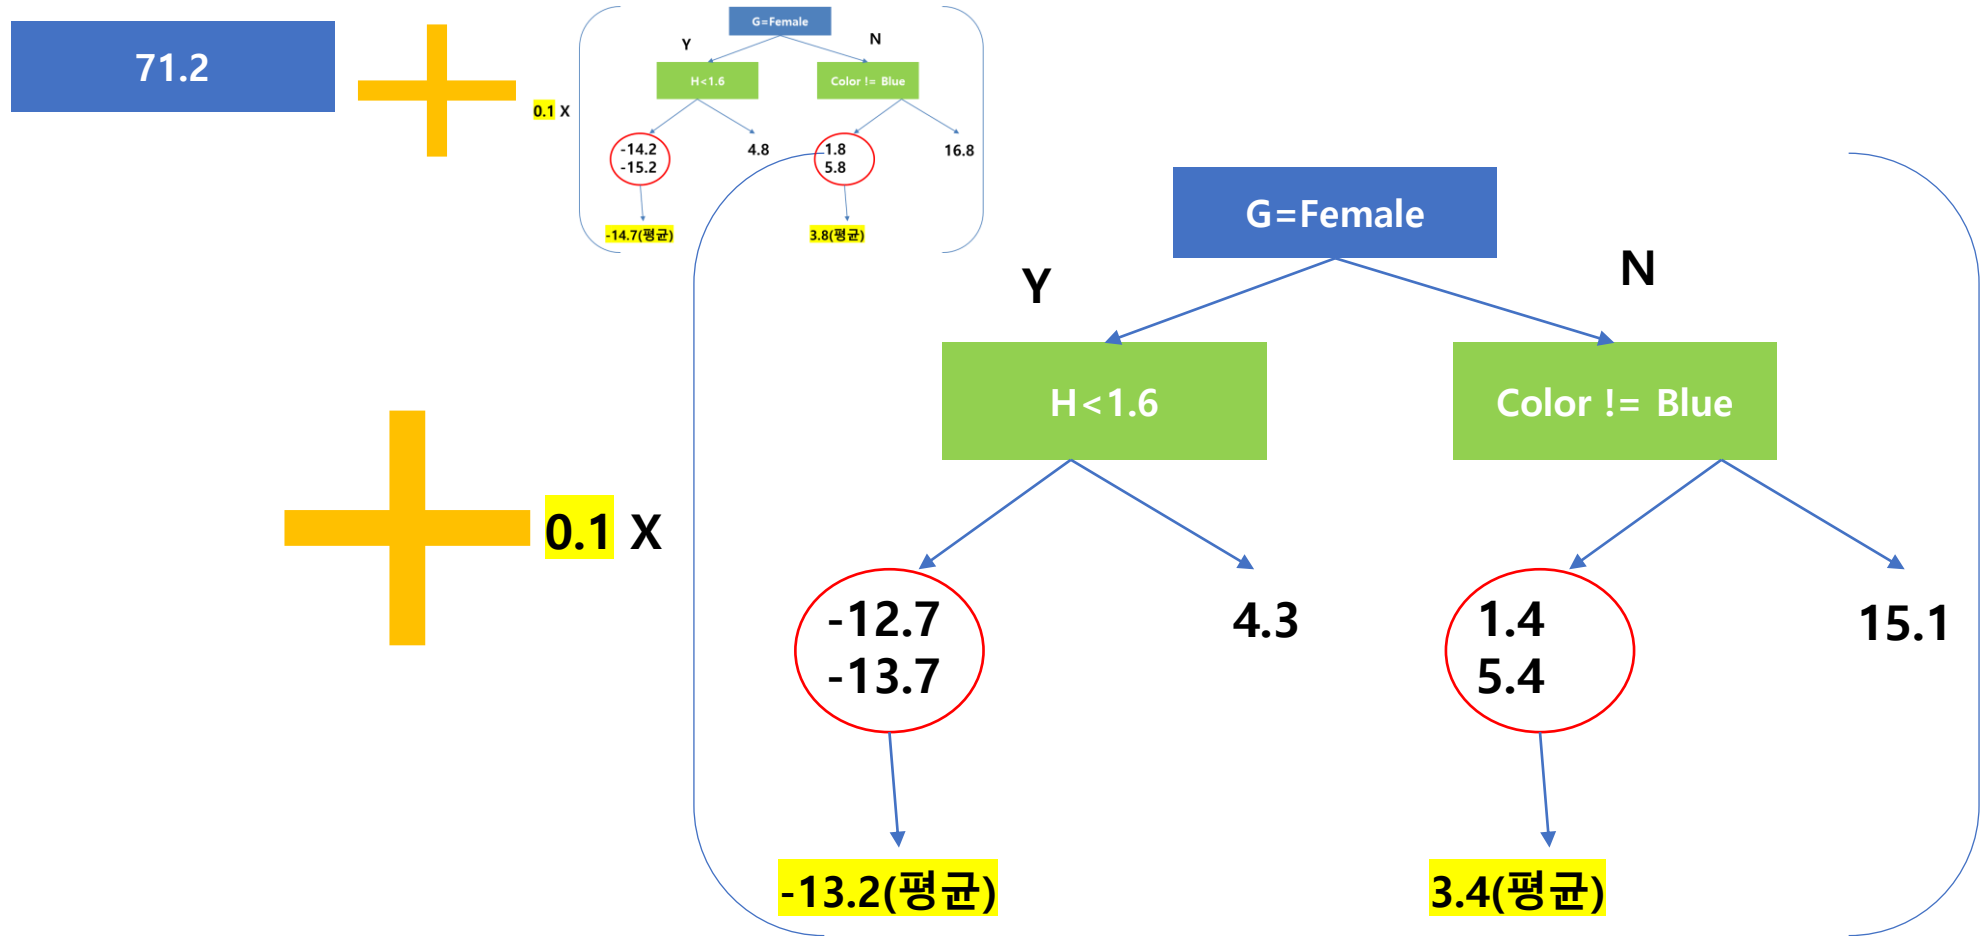 71.2
0.1 X
G=Female
Y
N
H<1.6
Color != Blue
-14.2
-15.2
4.8
1.8
5.8
16.8
-14.7(평균)
3.8(평균)
0.1 X
G=Female
Y
N
H<1.6
Color != Blue
-12.7
-13.7
4.3
1.4
5.4
15.1
-13.2(평균)
3.4(평균)